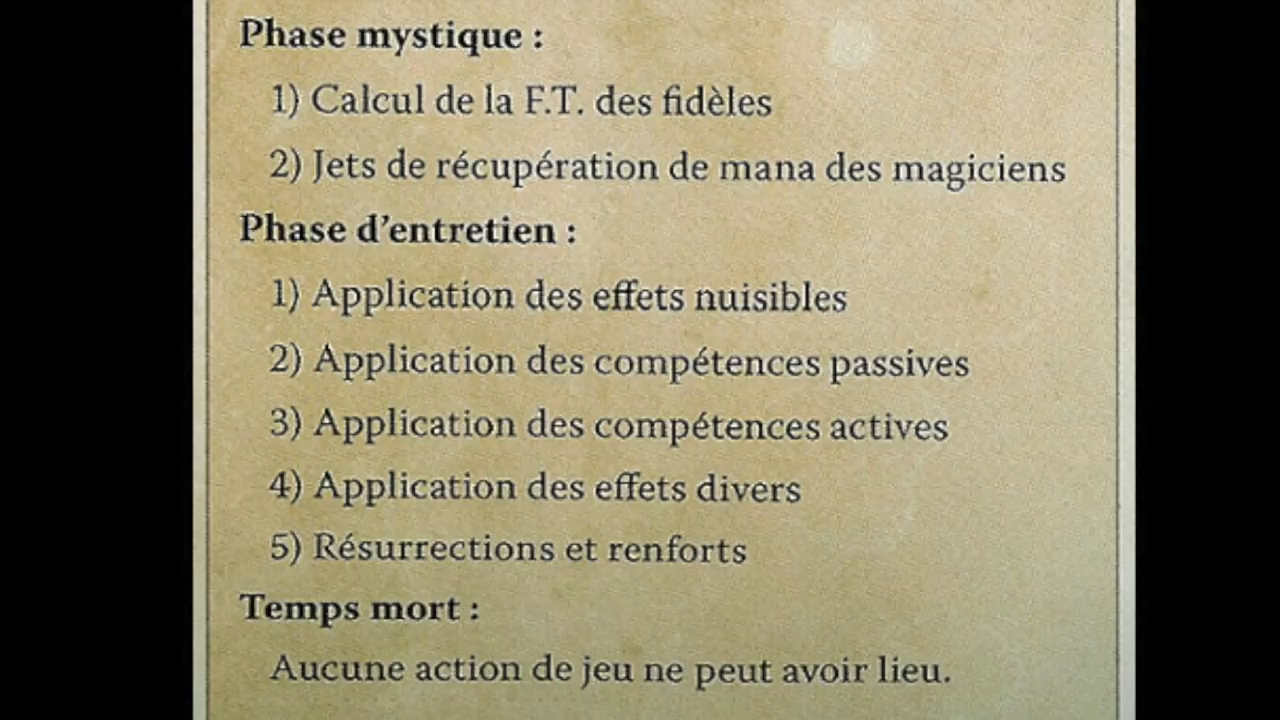 Phase mystique :
1) Calcul de la F.T. des fidèles
2) Jets de récupération de mana des magiciens
Phase d’entretien :
1) Application des effets nuisibles
2) Application des compétences passives
3) Application des compétences actives
4) Application des effets divers
5) Résurrections et renforts
Temps mort :
Aucune action de jeu ne peut avoir lieu.